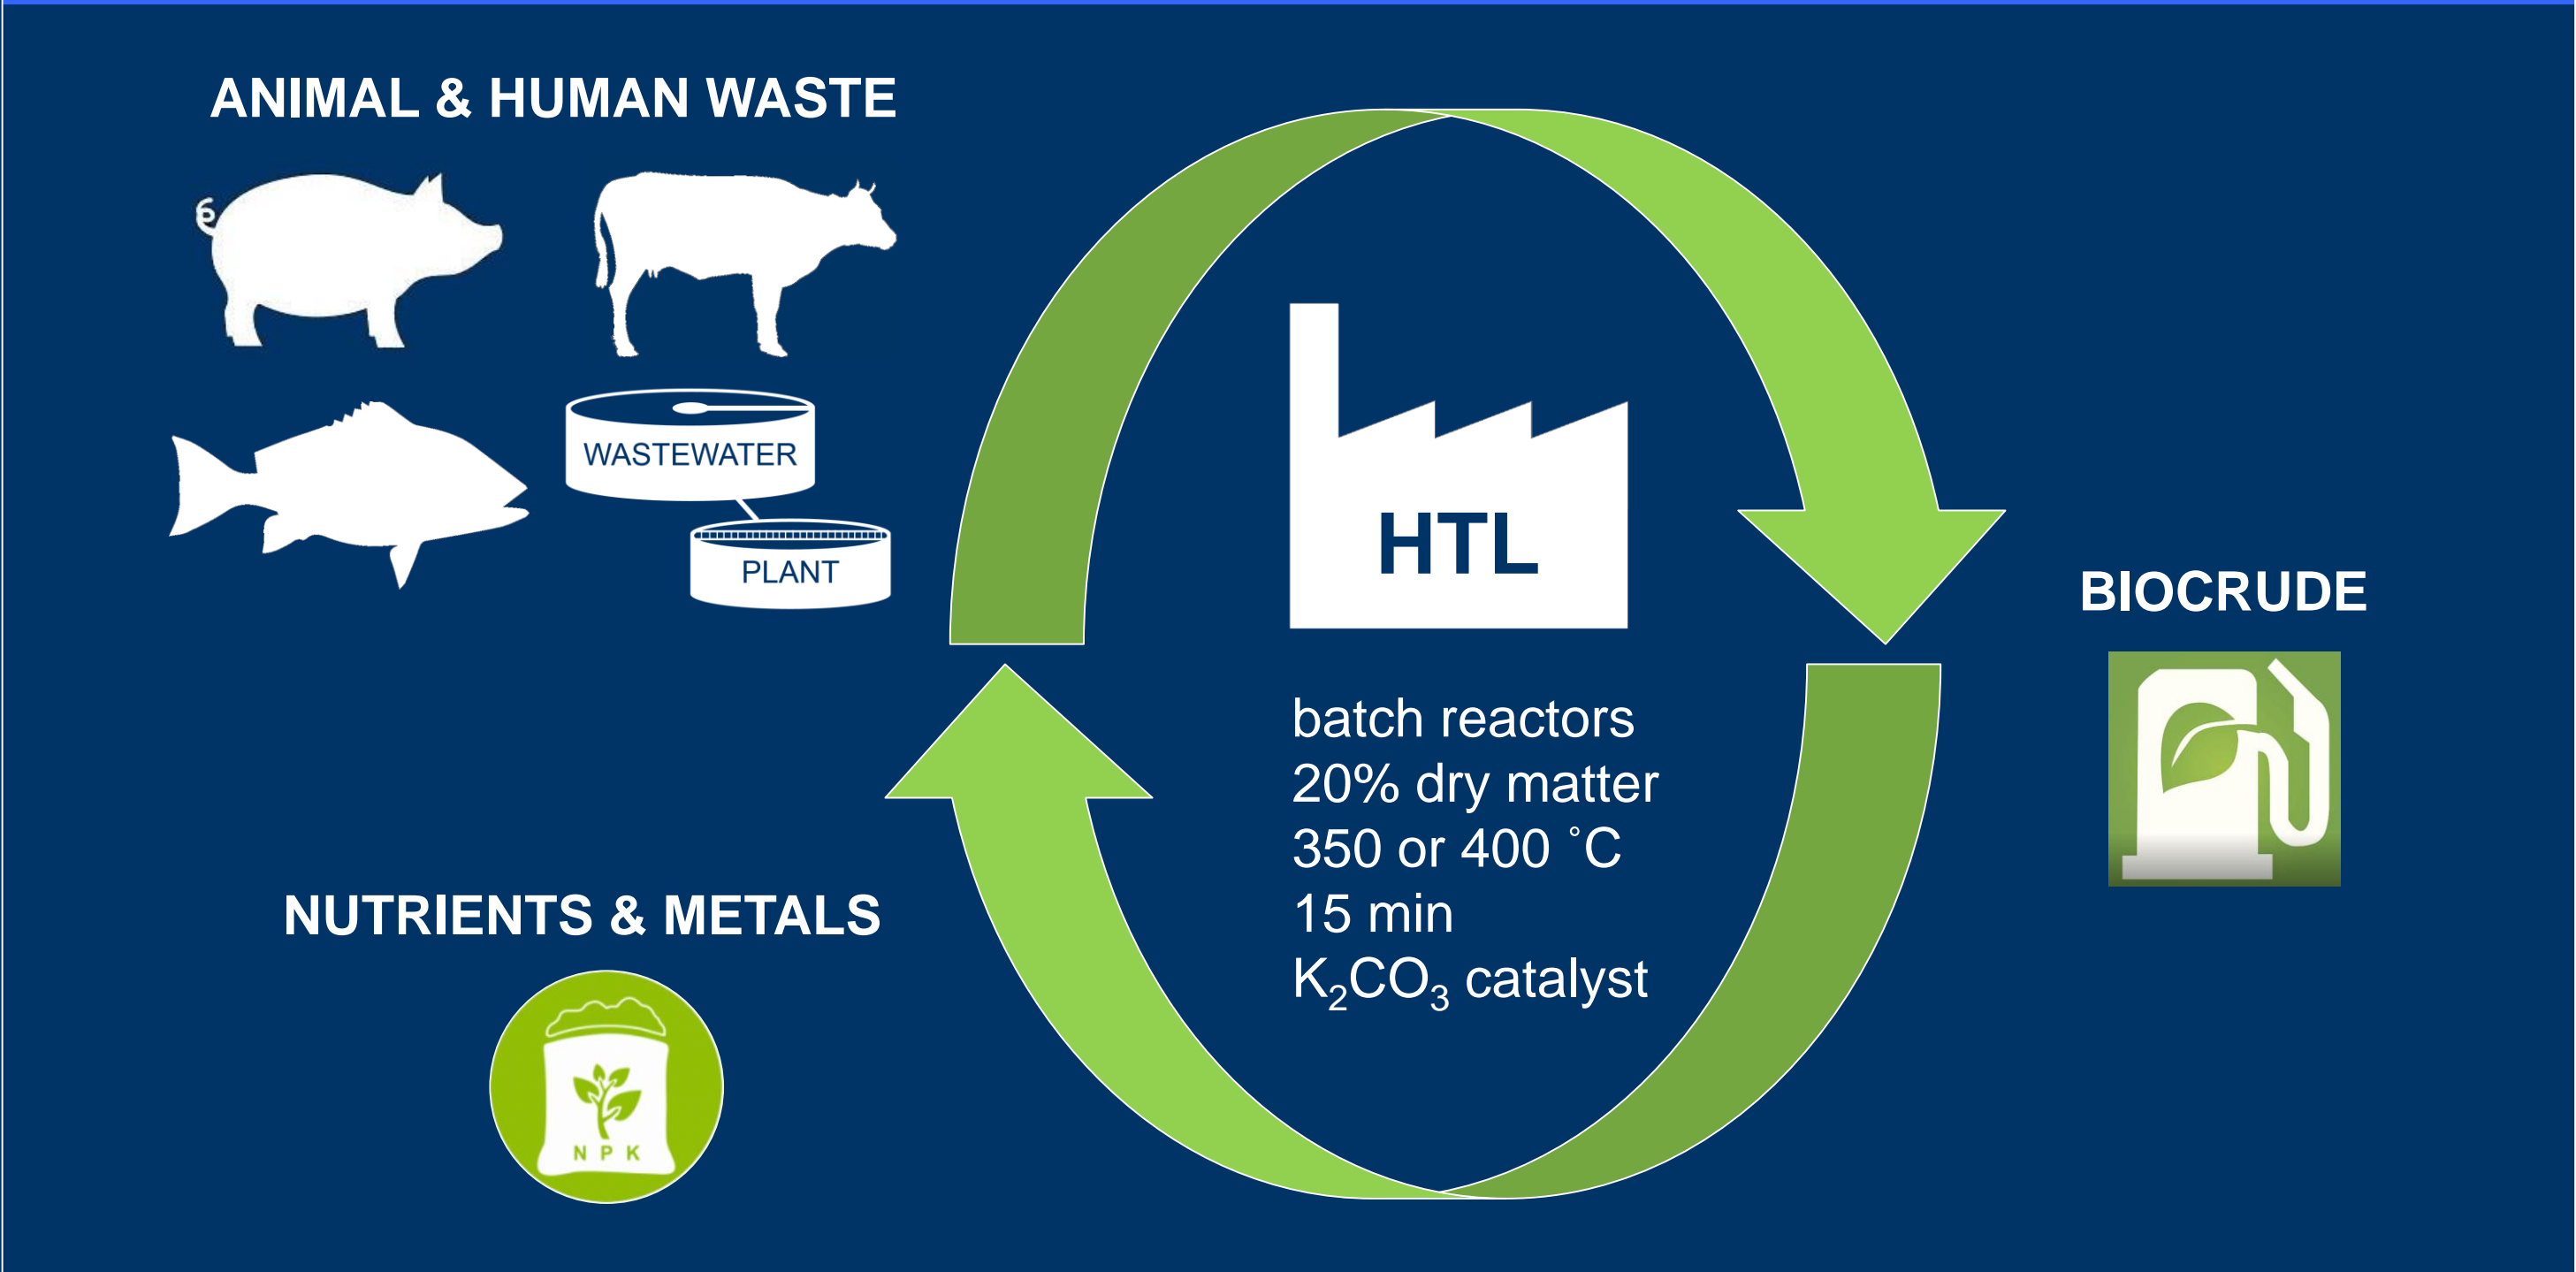 ANIMAL & HUMAN WASTE
WASTEWATER
PLANT
HTL
batch reactors
20% dry matter
350 or 400 ˚C
15 min
K₂CO₃ catalyst
BIOCRUDE
NUTRIENTS & METALS
N P K